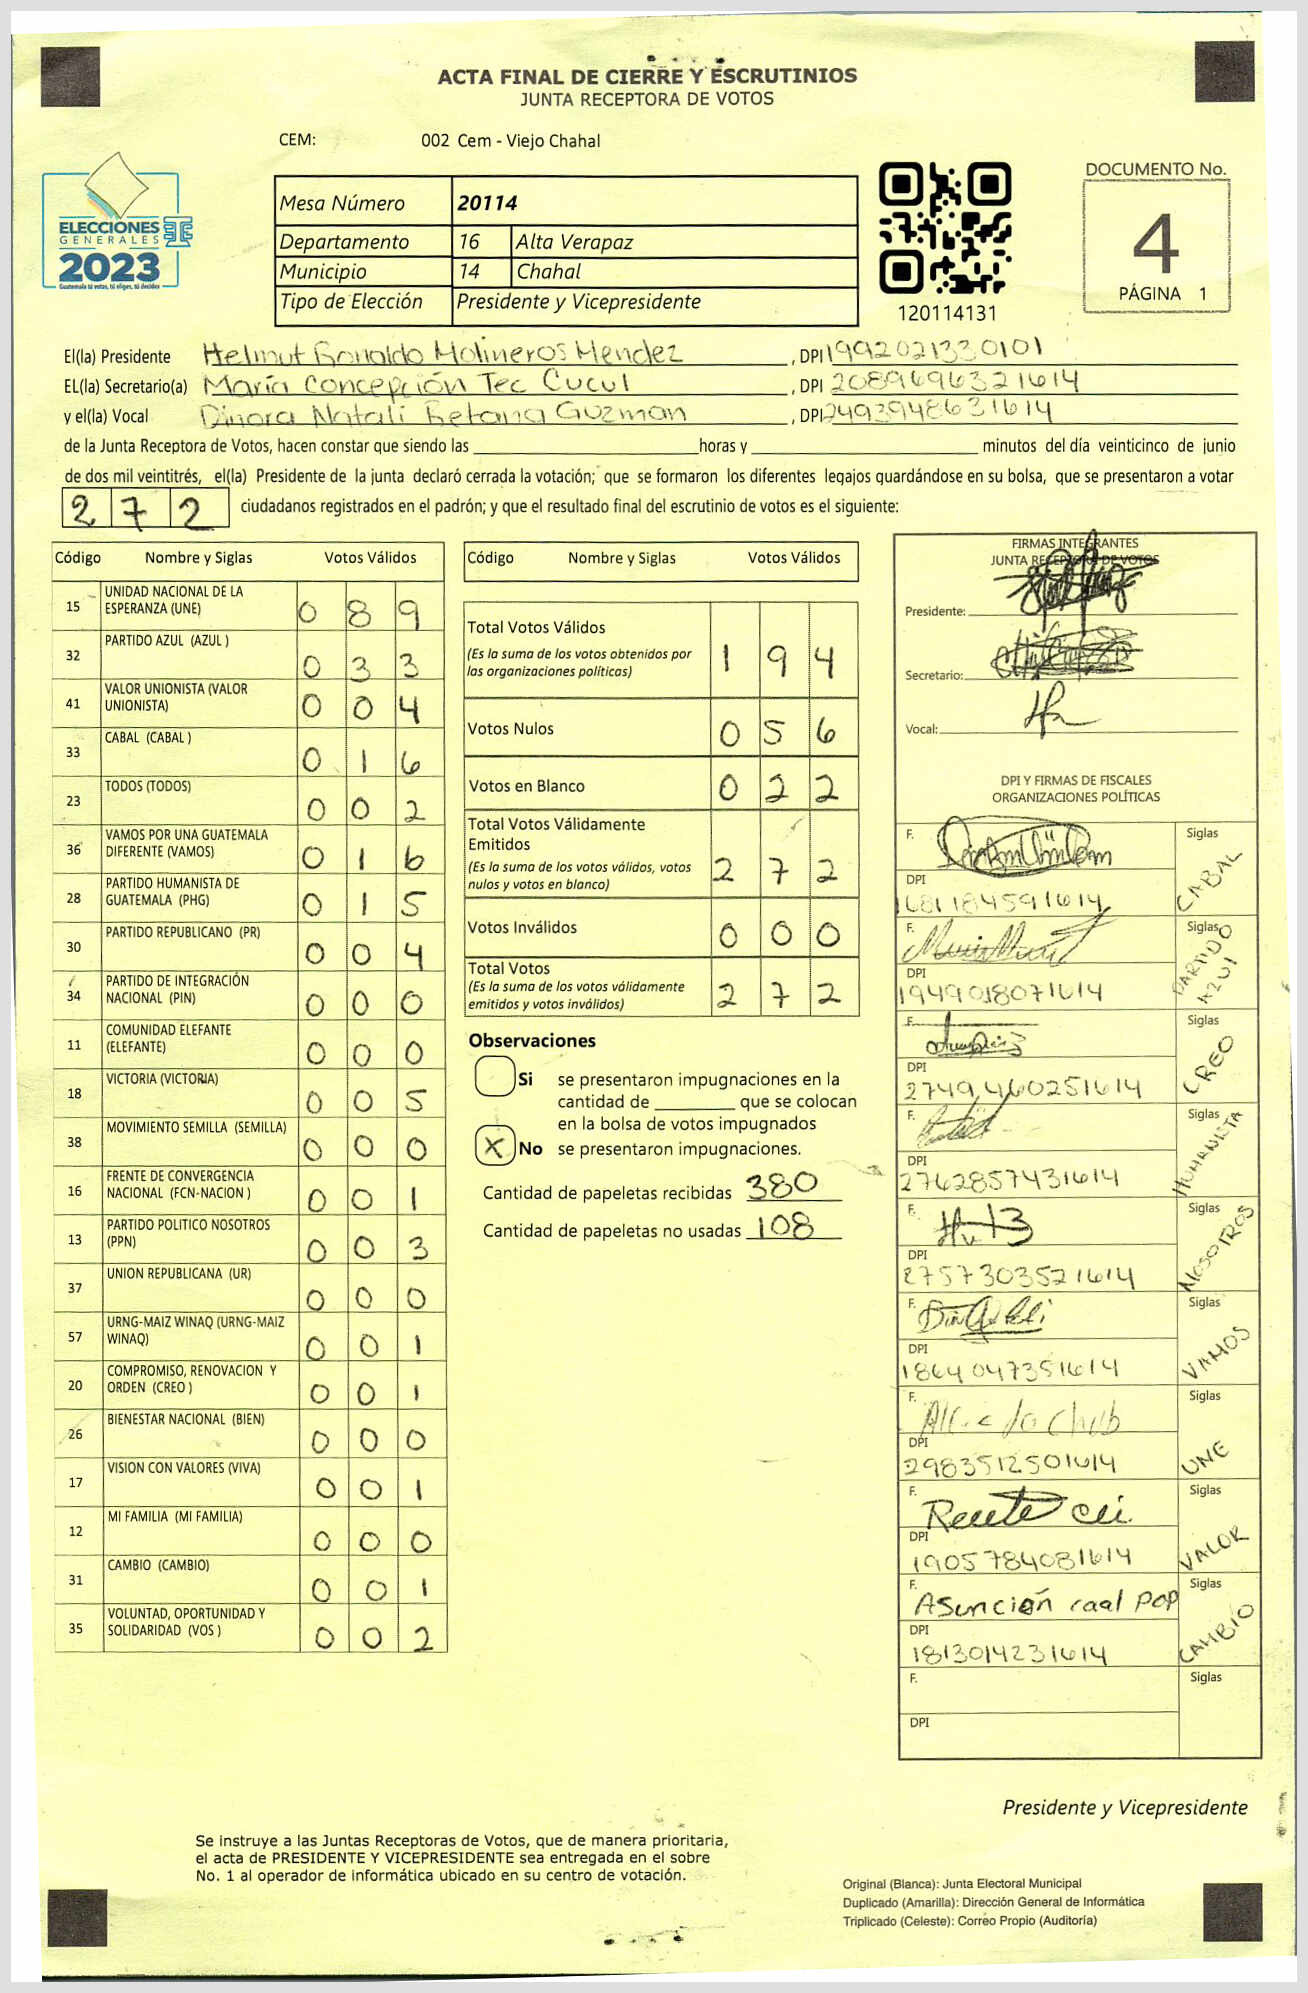 ACTA FINAL DE CIERRE Y ESCRUTINIOS
JUNTA RECEPTORA DE VOTOS
CEM: 002 Cem - Viejo Chahal
ELECCIONES
GENERALES
2023
Guatemala tú votas, tú eliges, tú decides
Mesa Número 20114
Departamento 16 Alta Verapaz
Municipio 14 Chahal
Tipo de Elección Presidente y Vicepresidente
120114131
DOCUMENTO No.
4
PÁGINA 1
El(la) Presidente Helmut Ronaldo Molineros Mendez, DPI 1992021330101
EL(la) Secretario(a) María Concepción Tec Cucul, DPI 2089696321614
y el(la) Vocal Dinora Natali Retana Guzman, DPI 2493948631614
de la Junta Receptora de Votos, hacen constar que siendo las horas y minutos del día veinticinco de junio
de dos mil veintitrés, el(la) Presidente de la junta declaró cerrada la votación; que se formaron los diferentes legajos guardándose en su bolsa, que se presentaron a votar
272 ciudadanos registrados en el padrón; y que el resultado final del escrutinio de votos es el siguiente:
Código Nombre y Siglas Votos Válidos
15 UNIDAD NACIONAL DE LA
ESPERANZA (UNE) 0 8 9
32 PARTIDO AZUL (AZUL ) 0 3 3
41 VALOR UNIONISTA (VALOR
UNIONISTA) 0 0 4
33 CABAL (CABAL ) 0 1 6
23 TODOS (TODOS) 0 0 2
36 VAMOS POR UNA GUATEMALA
DIFERENTE (VAMOS) 0 1 6
28 PARTIDO HUMANISTA DE
GUATEMALA (PHG) 0 1 5
30 PARTIDO REPUBLICANO (PR) 0 0 4
34 PARTIDO DE INTEGRACIÓN
NACIONAL (PIN) 0 0 0
11 COMUNIDAD ELEFANTE
(ELEFANTE) 0 0 0
18 VICTORIA (VICTORIA) 0 0 5
38 MOVIMIENTO SEMILLA (SEMILLA) 0 0 0
16 FRENTE DE CONVERGENCIA
NACIONAL (FCN-NACION ) 0 0 1
13 PARTIDO POLITICO NOSOTROS
(PPN) 0 0 3
37 UNION REPUBLICANA (UR) 0 0 0
57 URNG-MAIZ WINAQ (URNG-MAIZ
WINAQ) 0 0 1
20 COMPROMISO, RENOVACION Y
ORDEN (CREO ) 0 0 1
26 BIENESTAR NACIONAL (BIEN) 0 0 0
17 VISION CON VALORES (VIVA) 0 0 1
12 MI FAMILIA (MI FAMILIA) 0 0 0
31 CAMBIO (CAMBIO) 0 0 1
35 VOLUNTAD, OPORTUNIDAD Y
SOLIDARIDAD (VOS ) 0 0 2
Código Nombre y Siglas Votos Válidos
Total Votos Válidos
(Es la suma de los votos obtenidos por
las organizaciones políticas) 1 9 4
Votos Nulos 0 5 6
Votos en Blanco 0 2 2
Total Votos Válidamente
Emitidos
(Es la suma de los votos válidos, votos
nulos y votos en blanco) 2 7 2
Votos Inválidos 0 0 0
Total Votos
(Es la suma de los votos válidamente
emitidos y votos inválidos) 2 7 2
Observaciones
Si se presentaron impugnaciones en la
cantidad de que se colocan
en la bolsa de votos impugnados
X No se presentaron impugnaciones.
Cantidad de papeletas recibidas 380
Cantidad de papeletas no usadas 108
FIRMAS INTEGRANTES
JUNTA RECEPTORA DE VOTOS
Presidente:
Secretario:
Vocal:
DPI Y FIRMAS DE FISCALES
ORGANIZACIONES POLÍTICAS
F. Siglas
DPI CABAL
1681184591614
F. Siglas
DPI PARTIDO AZUL
1949018071614
F. Siglas
DPI CREO
2749460251614
F. Siglas
DPI HUMANISTA
2762857431614
F. Siglas
DPI NOSOTROS
2757303521614
F. Siglas
DPI VAMOS
1864047351614
F. Siglas
DPI UNE
2983512501614
F. Siglas
DPI VALOR
1905784081614
F. Asunción caal pop Siglas
DPI CAMBIO
1813014231614
F. Siglas
DPI
Presidente y Vicepresidente
Se instruye a las Juntas Receptoras de Votos, que de manera prioritaria,
el acta de PRESIDENTE Y VICEPRESIDENTE sea entregada en el sobre
No. 1 al operador de informática ubicado en su centro de votación.
Original (Blanca): Junta Electoral Municipal
Duplicado (Amarilla): Dirección General de Informática
Triplicado (Celeste): Correo Propio (Auditoría)